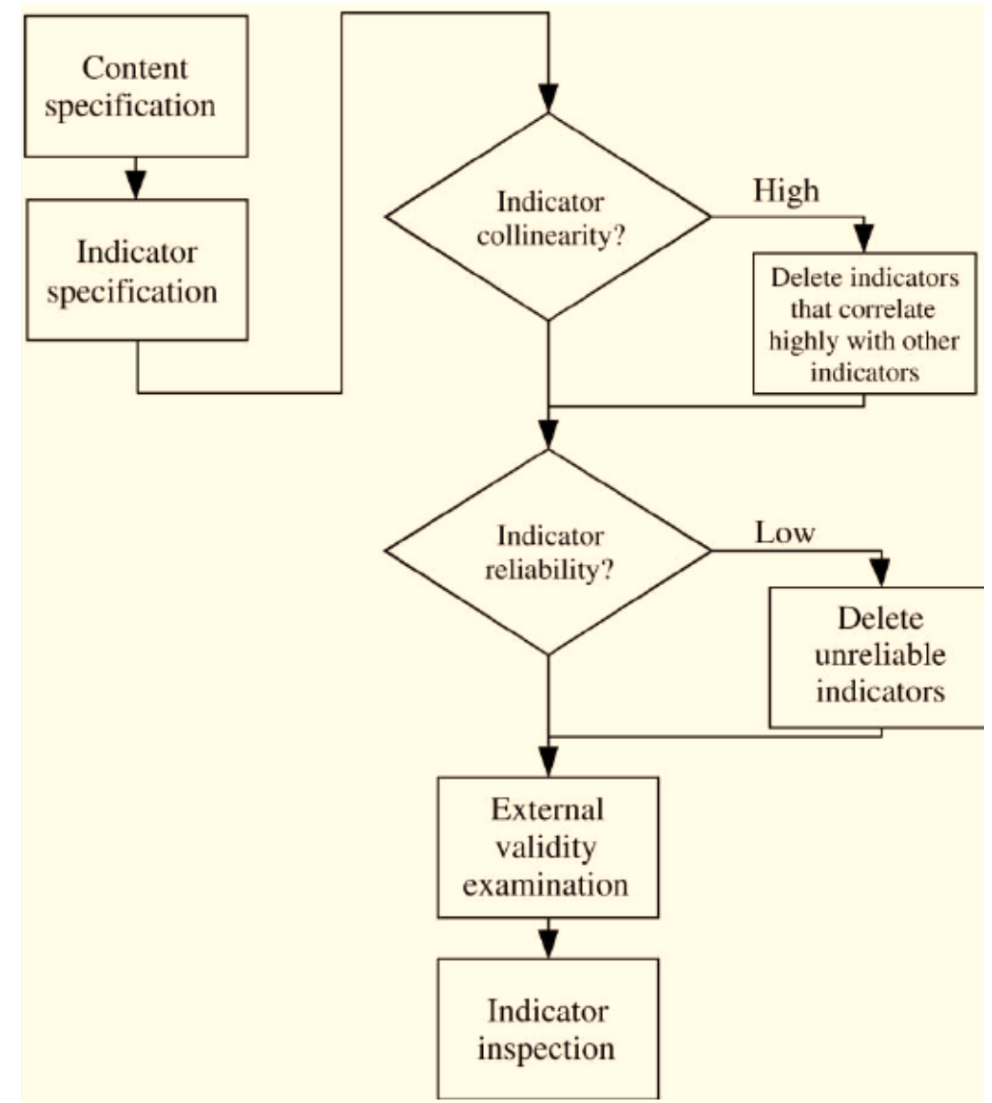 Content
specification
Indicator
specification
Indicator
collinearity?
High
Delete indicators
that correlate
highly with other
indicators
Indicator
reliability?
Low
Delete
unreliable
indicators
External
validity
examination
Indicator
inspection